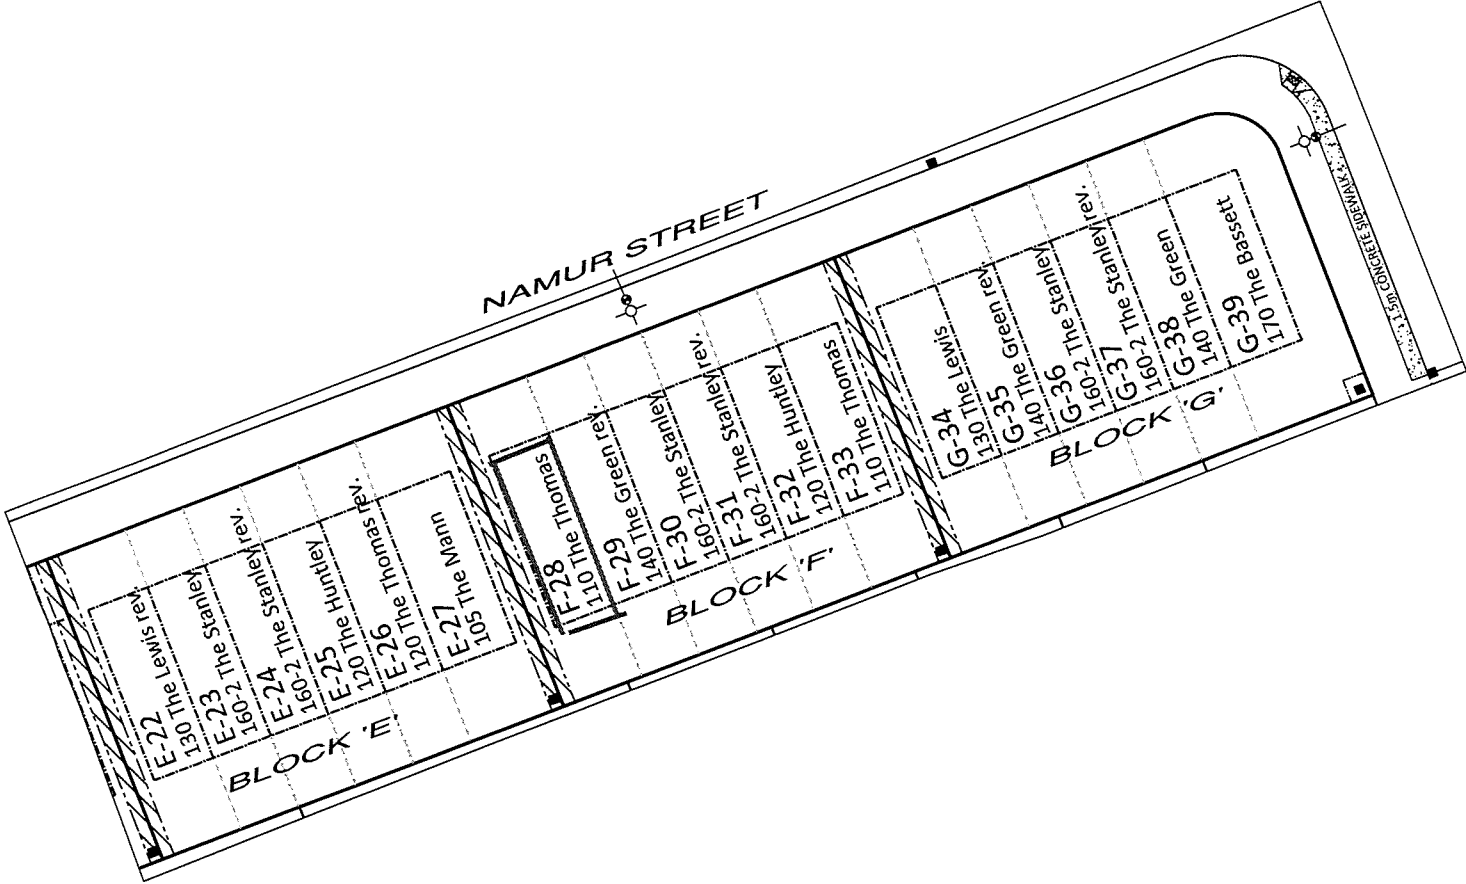 NAMUR STREET
E-22
130 The Lewis rev.
E-23
160-2 The Stanley
E-24
160-2 The Stanley rev.
E-25
120 The Huntley
E-26
120 The Thomas rev.
E-27
105 The Mann
BLOCK 'E'
F-28
110 The Thomas
F-29
140 The Green rev.
F-30
160-2 The Stanley
F-31
160-2 The Stanley rev.
F-32
120 The Huntley
F-33
110 The Thomas
BLOCK 'F'
G-34
130 The Lewis
G-35
140 The Green rev.
G-36
160-2 The Stanley
G-37
160-2 The Stanley rev.
G-38
140 The Green
G-39
170 The Bassett
BLOCK 'G'
1.5m CONCRETE SIDEWALK